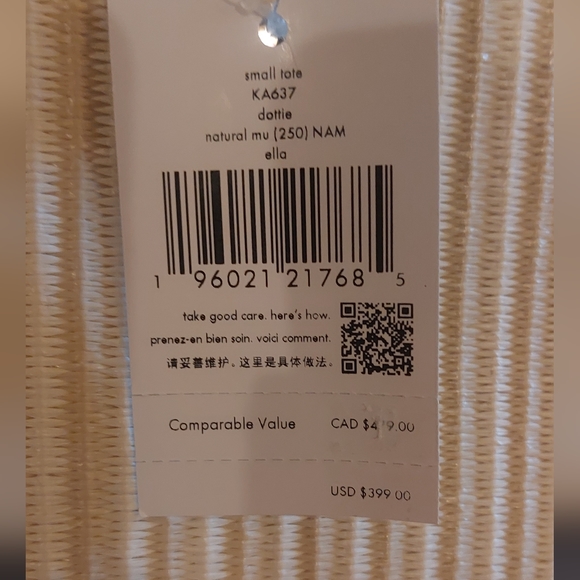 small tote
KA637
dottie
natural mu (250) NAM
ella
1 96021 21768 5
take good care. here's how.
prenez-en bien soin. voici comment.
请妥善维护。这里是具体做法。
Comparable Value CAD
USD $399.00